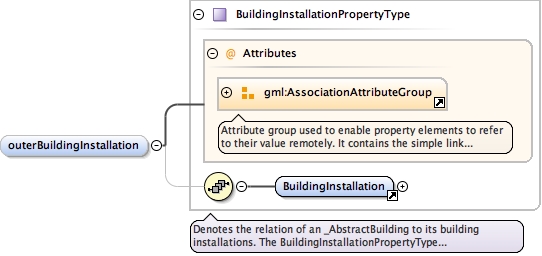 BuildingInstallationPropertyType
@ Attributes
gml:AssociationAttributeGroup
Attribute group used to enable property elements to refer
to their value remotely. It contains the simple link...
outerBuildingInstallation
BuildingInstallation
Denotes the relation of an _AbstractBuilding to its building
installations. The BuildingInstallationPropertyType...